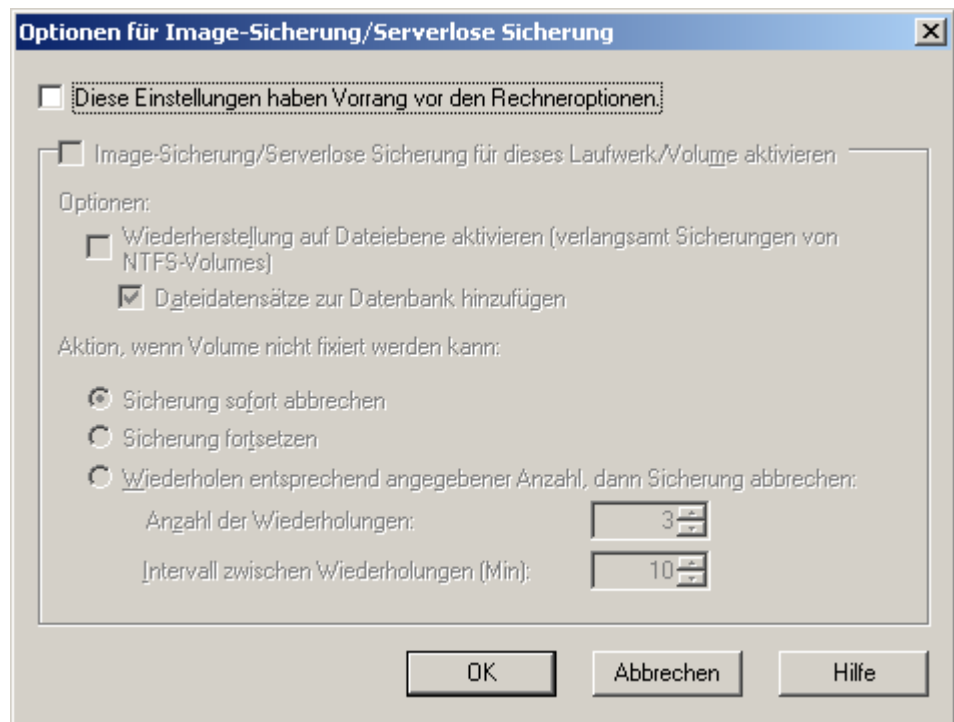 Optionen für Image-Sicherung/Serverlose Sicherung
Diese Einstellungen haben Vorrang vor den Rechneroptionen.
Image-Sicherung/Serverlose Sicherung für dieses Laufwerk/Volume aktivieren
Optionen:
Wiederherstellung auf Dateiebene aktivieren (verlangsamt Sicherungen von
NTFS-Volumes)
Dateidatensätze zur Datenbank hinzufügen
Aktion, wenn Volume nicht fixiert werden kann:
Sicherung sofort abbrechen
Sicherung fortsetzen
Wiederholen entsprechend angegebener Anzahl, dann Sicherung abbrechen:
Anzahl der Wiederholungen: 3
Intervall zwischen Wiederholungen (Min): 10
OK Abbrechen Hilfe